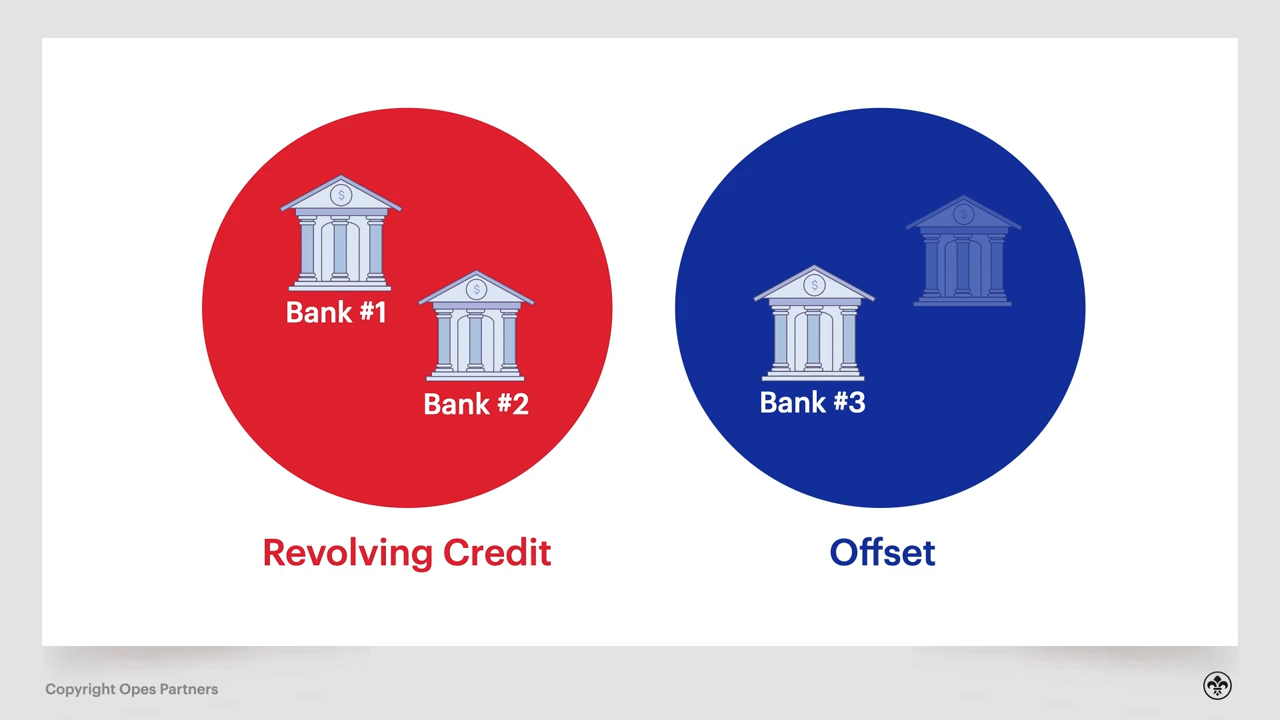 $
Bank #1
$
Bank #2
Revolving Credit
$
$
Bank #3
Offset
Copyright Opes Partners